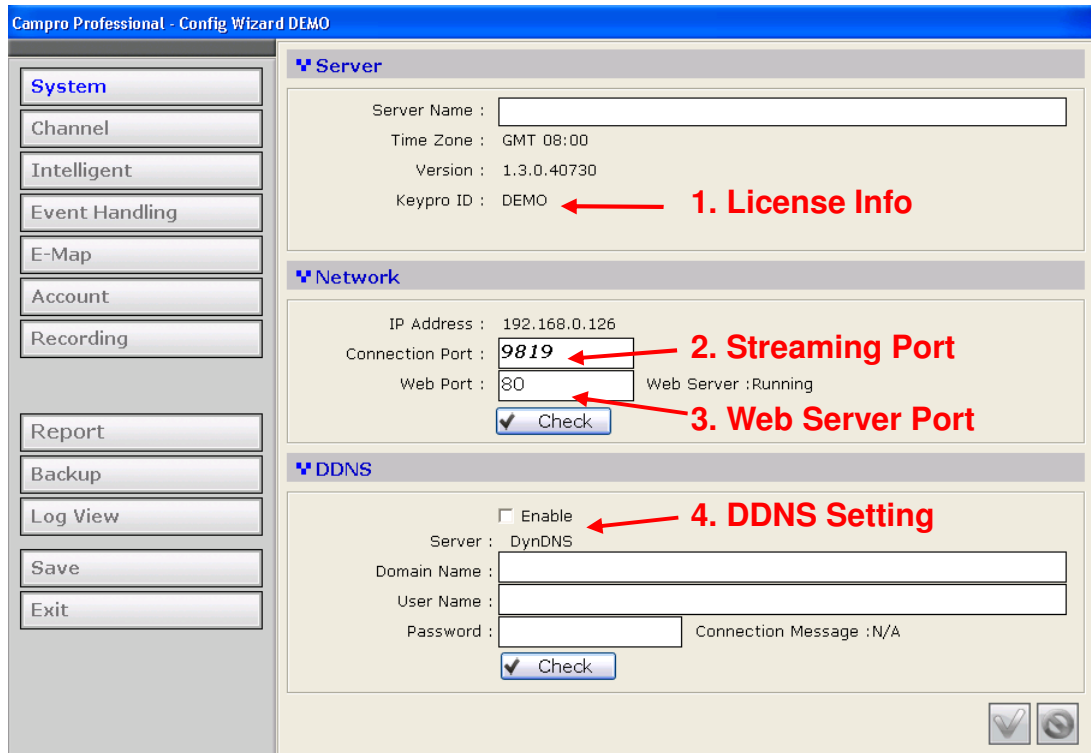 Campro Professional - Config Wizard DEMO
System
Channel
Intelligent
Event Handling
E-Map
Account
Recording
Report
Backup
Log View
Save
Exit
Server
Server Name :
Time Zone : GMT 08:00
Version : 1.3.0.40730
Keypro ID : DEMO
1. License Info
Network
IP Address : 192.168.0.126
Connection Port : 9819
2. Streaming Port
Web Port : 80 Web Server :Running
Check
3. Web Server Port
DDNS
Enable
4. DDNS Setting
Server : DynDNS
Domain Name :
User Name :
Password : Connection Message :N/A
Check